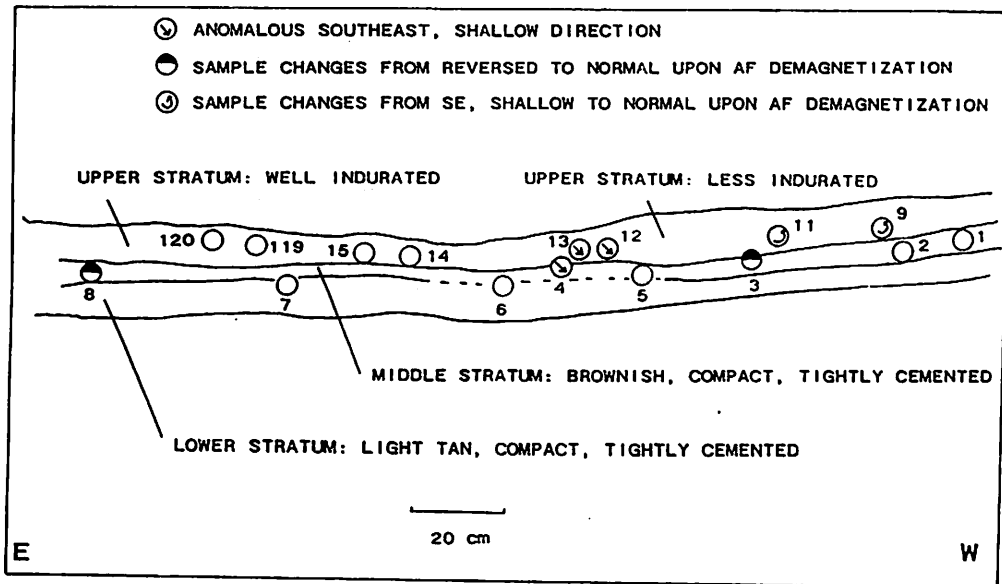 ANOMALOUS SOUTHEAST, SHALLOW DIRECTION
SAMPLE CHANGES FROM REVERSED TO NORMAL UPON AF DEMAGNETIZATION
SAMPLE CHANGES FROM SE, SHALLOW TO NORMAL UPON AF DEMAGNETIZATION
UPPER STRATUM: WELL INDURATED
UPPER STRATUM: LESS INDURATED
120
119
15
14
13
12
11
9
2
1
8
7
6
4
5
3
MIDDLE STRATUM: BROWNISH, COMPACT, TIGHTLY CEMENTED
LOWER STRATUM: LIGHT TAN, COMPACT, TIGHTLY CEMENTED
20 cm
E
W